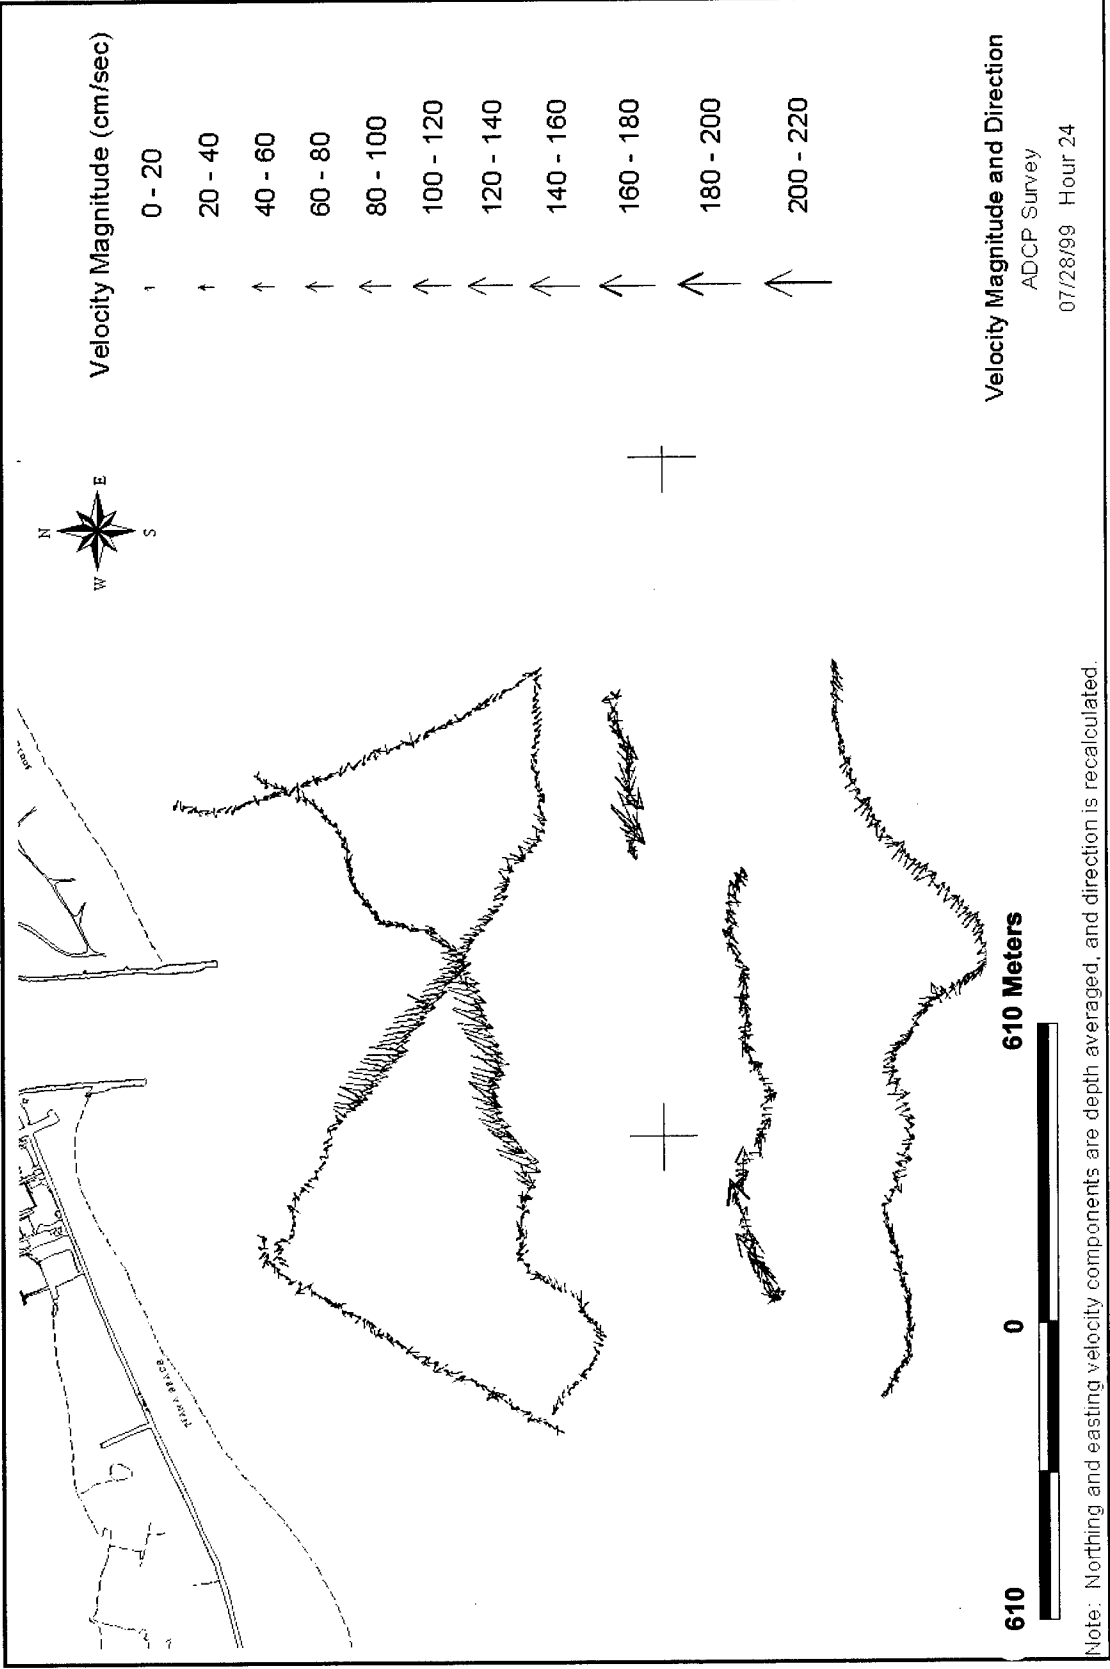 Velocity Magnitude (cm/sec)
0 - 20
20 - 40
40 - 60
60 - 80
80 - 100
100 - 120
120 - 140
140 - 160
160 - 180
180 - 200
200 - 220
N
W E
S
TIANA BEACH
Velocity Magnitude and Direction
ADCP Survey
07/28/99 Hour 24
610 0 610 Meters
Note: Northing and easting velocity components are depth averaged, and direction is recalculated.